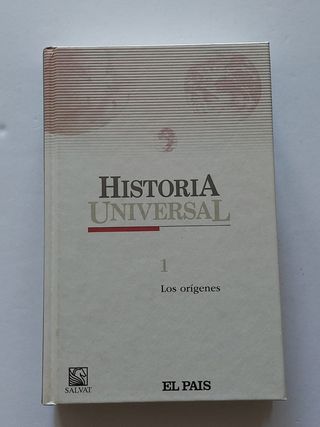 HISTORIA
UNIVERSAL
1
Los orígenes
SALVAT
EL PAIS